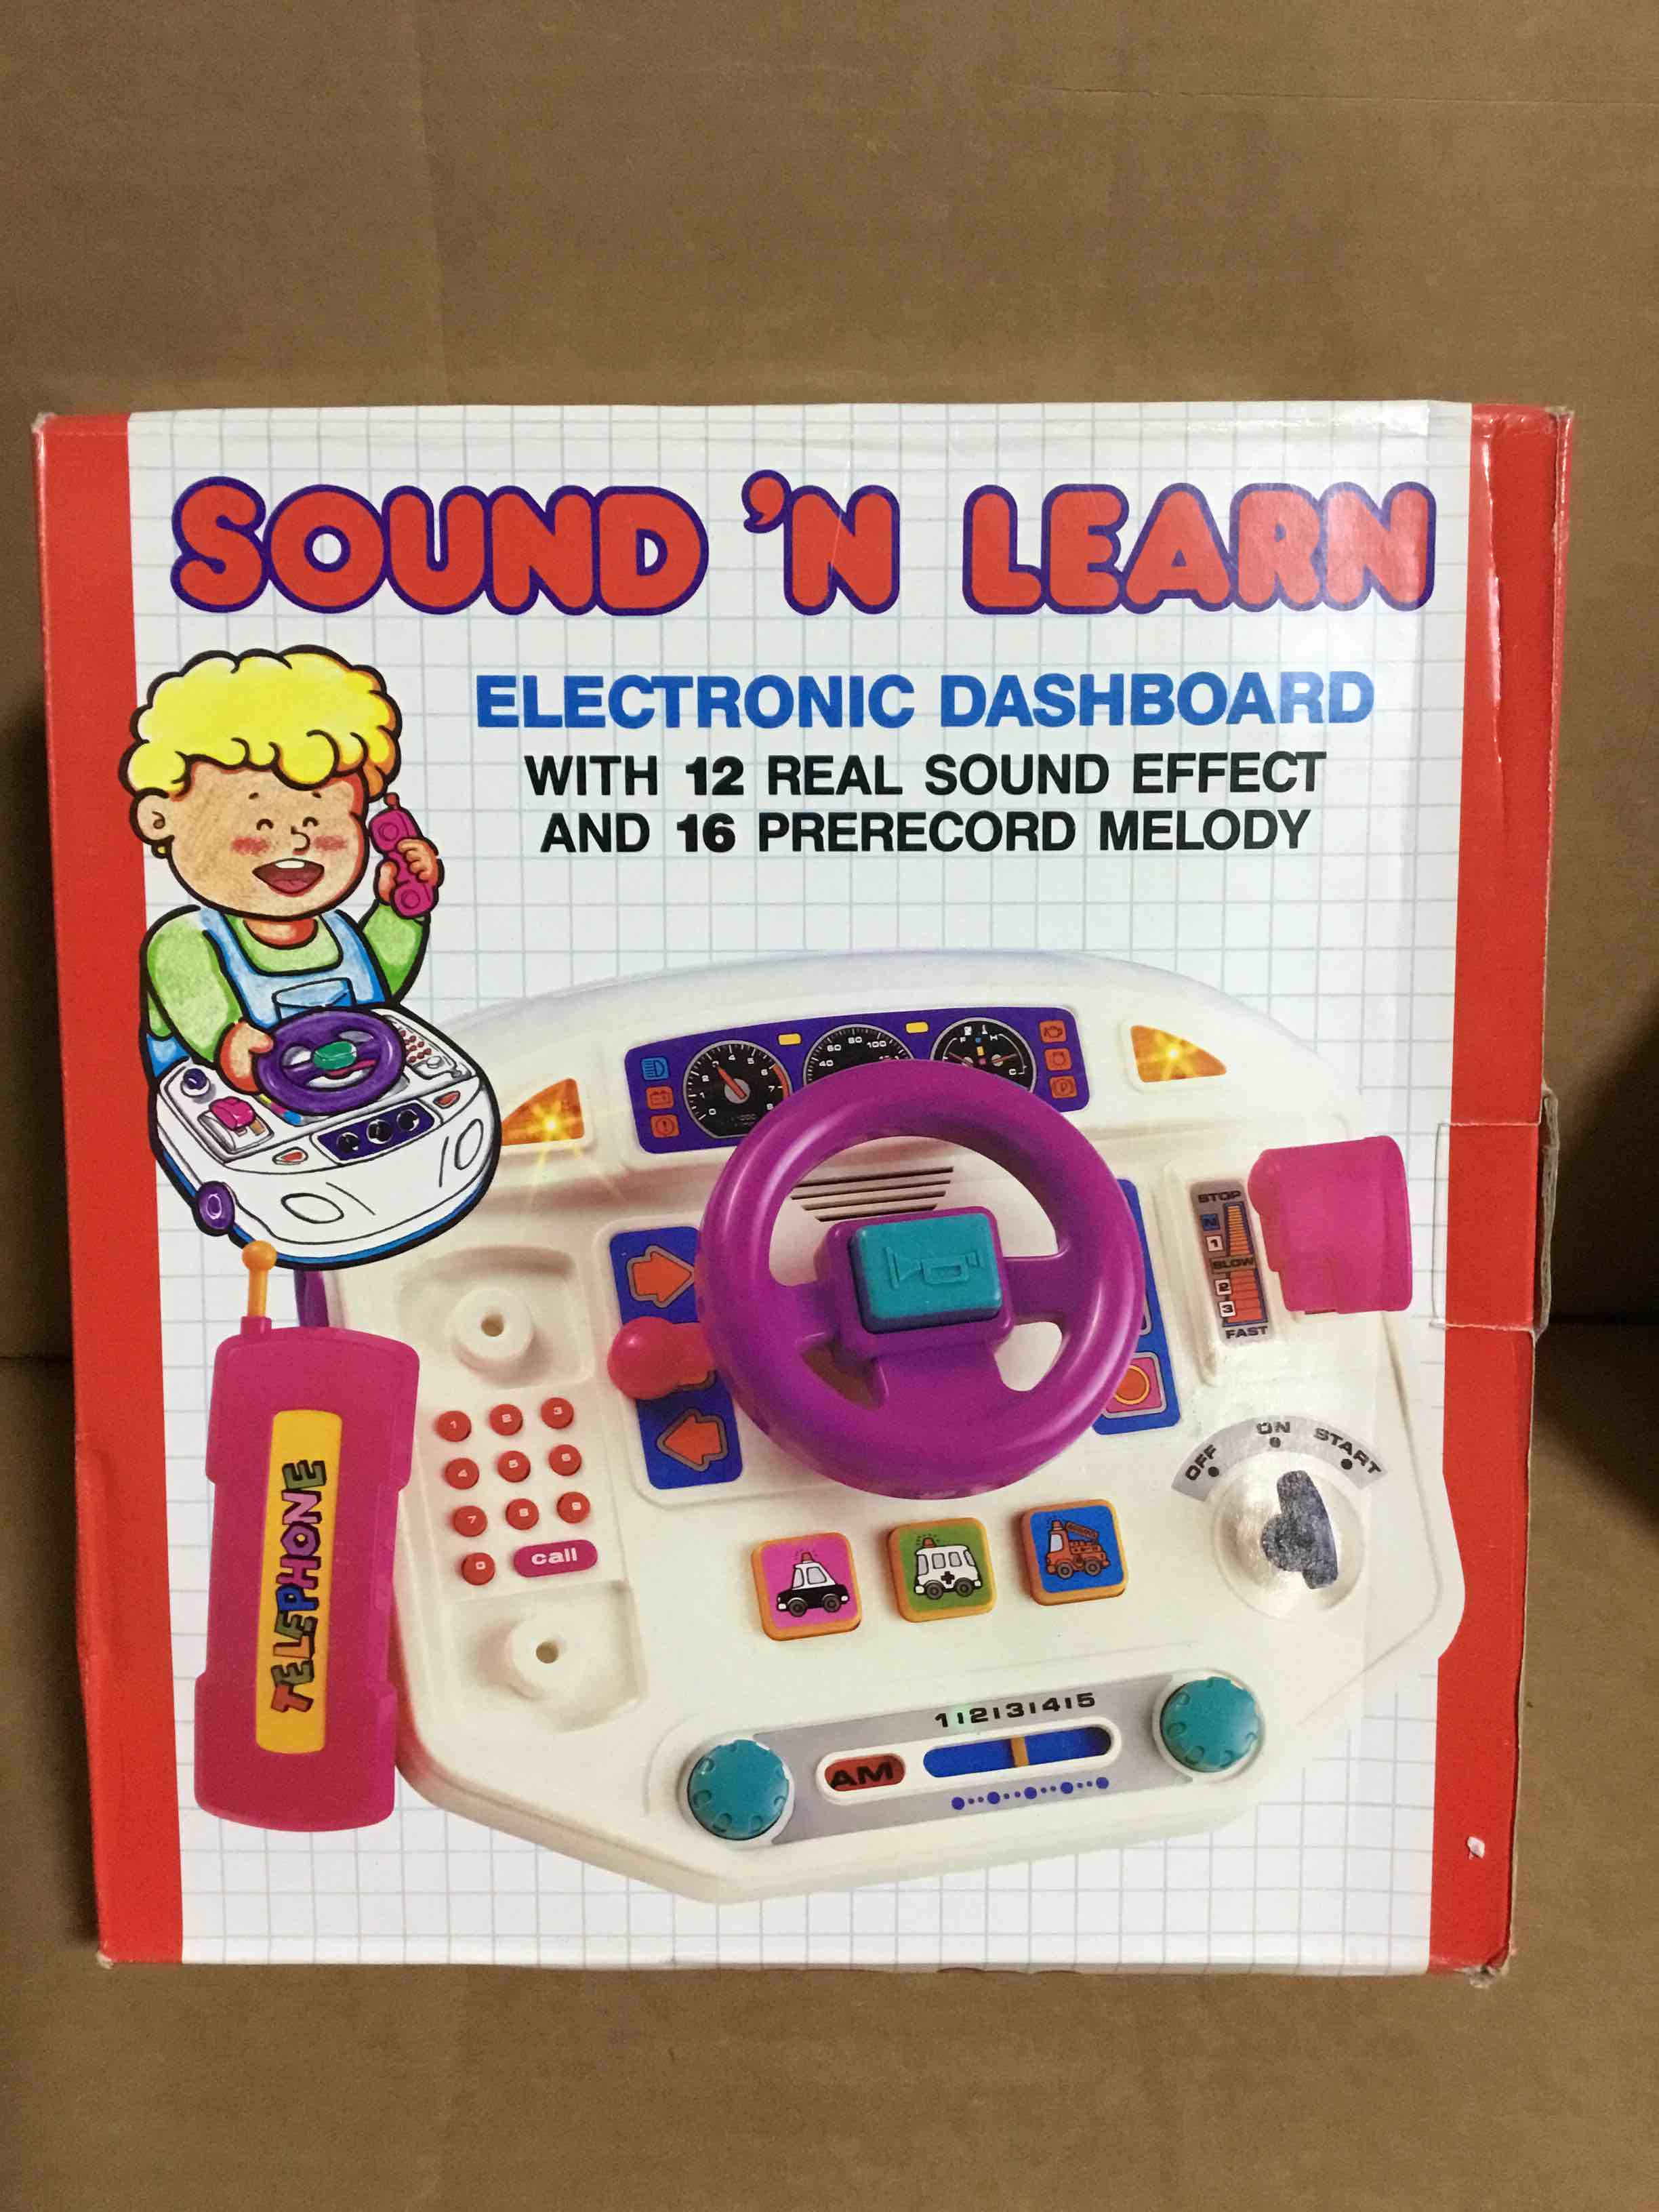 SOUND 'N LEARN
ELECTRONIC DASHBOARD
WITH 12 REAL SOUND EFFECT
AND 16 PRERECORD MELODY
STOP
N
1
SLOW
2
3
FAST
1 2 3
4 5 6
7 8 9
0 call
OFF ON START
TELEPHONE
1 2 3 4 5
AM